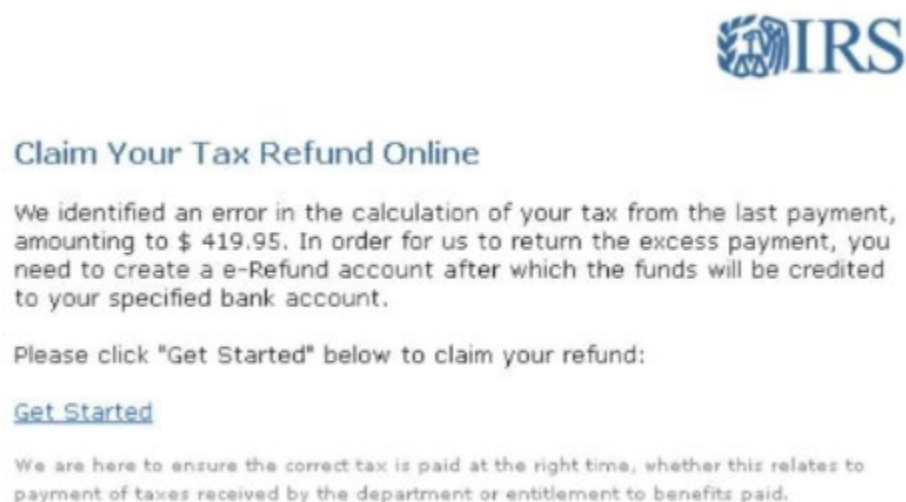 IRS
Claim Your Tax Refund Online
We identified an error in the calculation of your tax from the last payment,
amounting to $ 419.95. In order for us to return the excess payment, you
need to create a e-Refund account after which the funds will be credited
to your specified bank account.
Please click "Get Started" below to claim your refund:
Get Started
We are here to ensure the correct tax is paid at the right time, whether this relates to
payment of taxes received by the department or entitlement to benefits paid.